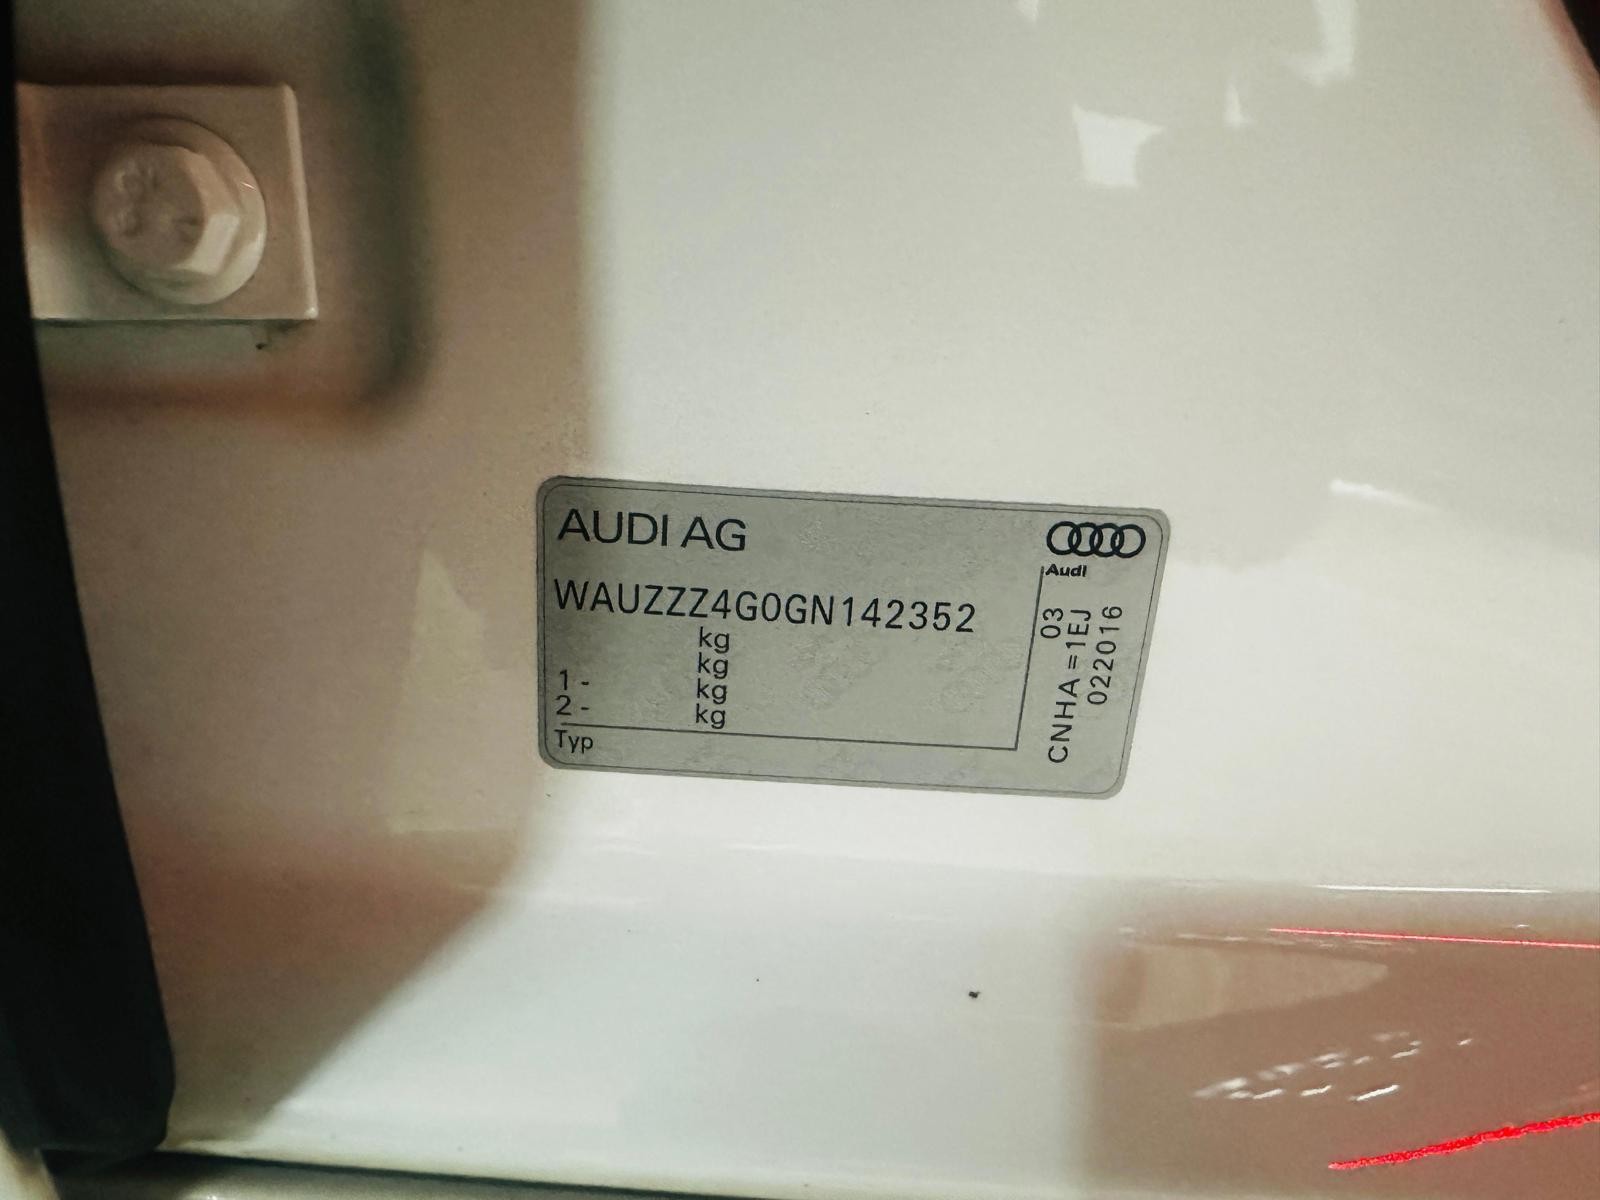 AUDI AG
Audi
WAUZZZ4G0GN142352
kg
kg
1 - kg
2 - kg
Typ
CNHA =1EJ 03
022016